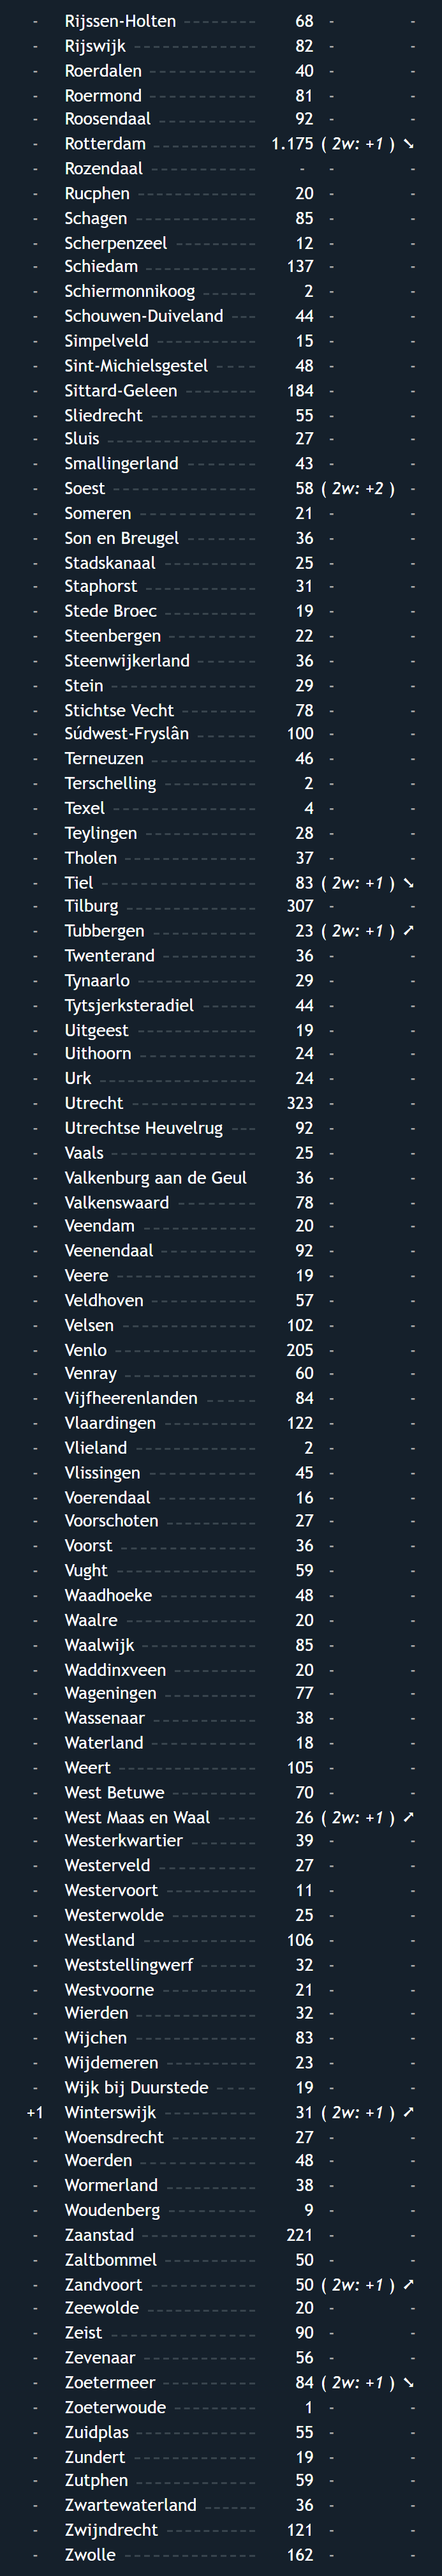 - Rijssen-Holten 68 - -
- Rijswijk 82 - -
- Roerdalen 40 - -
- Roermond 81 - -
- Roosendaal 92 - -
- Rotterdam 1.175 ( 2w: +1 ) ➘
- Rozendaal - - -
- Rucphen 20 - -
- Schagen 85 - -
- Scherpenzeel 12 - -
- Schiedam 137 - -
- Schiermonnikoog 2 - -
- Schouwen-Duiveland 44 - -
- Simpelveld 15 - -
- Sint-Michielsgestel 48 - -
- Sittard-Geleen 184 - -
- Sliedrecht 55 - -
- Sluis 27 - -
- Smallingerland 43 - -
- Soest 58 ( 2w: +2 ) -
- Someren 21 - -
- Son en Breugel 36 - -
- Stadskanaal 25 - -
- Staphorst 31 - -
- Stede Broec 19 - -
- Steenbergen 22 - -
- Steenwijkerland 36 - -
- Stein 29 - -
- Stichtse Vecht 78 - -
- Súdwest-Fryslân 100 - -
- Terneuzen 46 - -
- Terschelling 2 - -
- Texel 4 - -
- Teylingen 28 - -
- Tholen 37 - -
- Tiel 83 ( 2w: +1 ) ➘
- Tilburg 307 - -
- Tubbergen 23 ( 2w: +1 ) ➚
- Twenterand 36 - -
- Tynaarlo 29 - -
- Tytsjerksteradiel 44 - -
- Uitgeest 19 - -
- Uithoorn 24 - -
- Urk 24 - -
- Utrecht 323 - -
- Utrechtse Heuvelrug 92 - -
- Vaals 25 - -
- Valkenburg aan de Geul 36 - -
- Valkenswaard 78 - -
- Veendam 20 - -
- Veenendaal 92 - -
- Veere 19 - -
- Veldhoven 57 - -
- Velsen 102 - -
- Venlo 205 - -
- Venray 60 - -
- Vijfheerenlanden 84 - -
- Vlaardingen 122 - -
- Vlieland 2 - -
- Vlissingen 45 - -
- Voerendaal 16 - -
- Voorschoten 27 - -
- Voorst 36 - -
- Vught 59 - -
- Waadhoeke 48 - -
- Waalre 20 - -
- Waalwijk 85 - -
- Waddinxveen 20 - -
- Wageningen 77 - -
- Wassenaar 38 - -
- Waterland 18 - -
- Weert 105 - -
- West Betuwe 70 - -
- West Maas en Waal 26 ( 2w: +1 ) ➚
- Westerkwartier 39 - -
- Westerveld 27 - -
- Westervoort 11 - -
- Westerwolde 25 - -
- Westland 106 - -
- Weststellingwerf 32 - -
- Westvoorne 21 - -
- Wierden 32 - -
- Wijchen 83 - -
- Wijdemeren 23 - -
- Wijk bij Duurstede 19 - -
+1 Winterswijk 31 ( 2w: +1 ) ➚
- Woensdrecht 27 - -
- Woerden 48 - -
- Wormerland 38 - -
- Woudenberg 9 - -
- Zaanstad 221 - -
- Zaltbommel 50 - -
- Zandvoort 50 ( 2w: +1 ) ➚
- Zeewolde 20 - -
- Zeist 90 - -
- Zevenaar 56 - -
- Zoetermeer 84 ( 2w: +1 ) ➘
- Zoeterwoude 1 - -
- Zuidplas 55 - -
- Zundert 19 - -
- Zutphen 59 - -
- Zwartewaterland 36 - -
- Zwijndrecht 121 - -
- Zwolle 162 - -